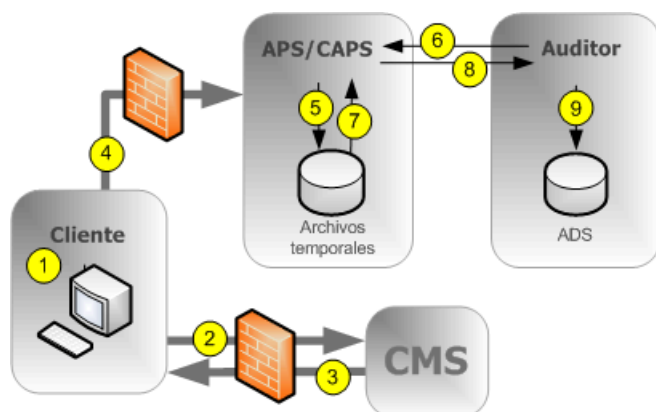 APS/CAPS
6
8
Auditor
5
7
9
Archivos
temporales
ADS
4
Cliente
1
2
3
CMS